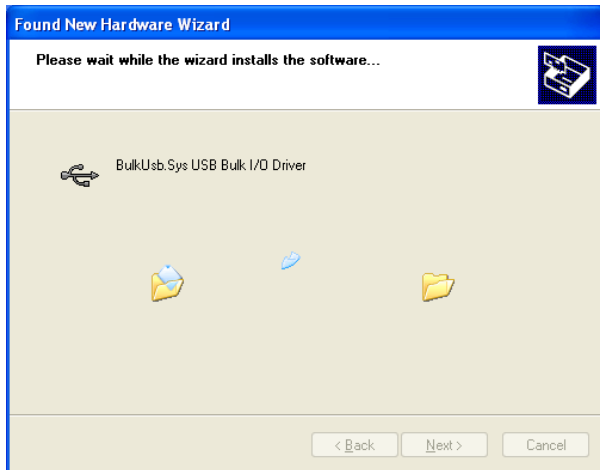 Found New Hardware Wizard
Please wait while the wizard installs the software...
BulkUsb.Sys USB Bulk I/O Driver
< Back Next > Cancel